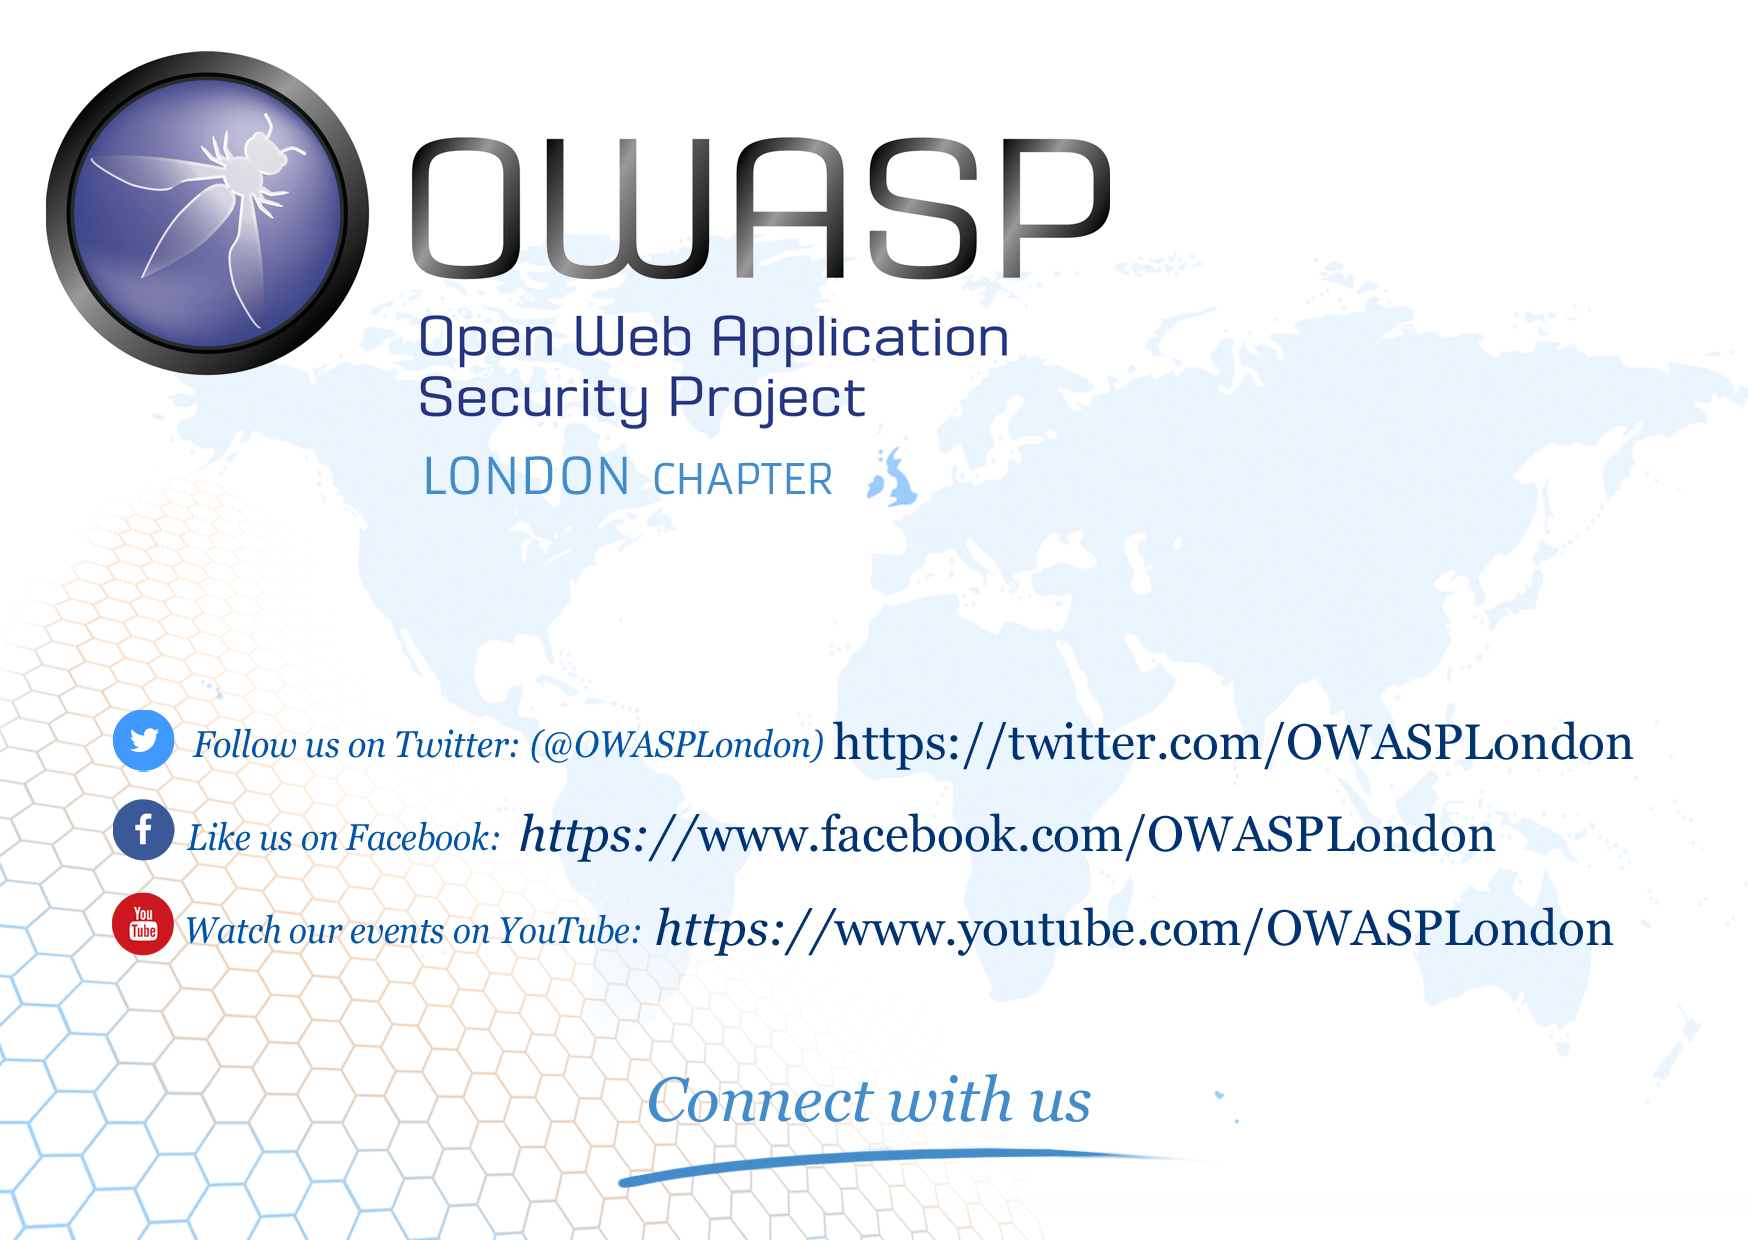 OWASP
Open Web Application
Security Project
LONDON CHAPTER
Follow us on Twitter: (@OWASPLondon) https://twitter.com/OWASPLondon
Like us on Facebook: https://www.facebook.com/OWASPLondon
You
Tube
Watch our events on YouTube: https://www.youtube.com/OWASPLondon
Connect with us